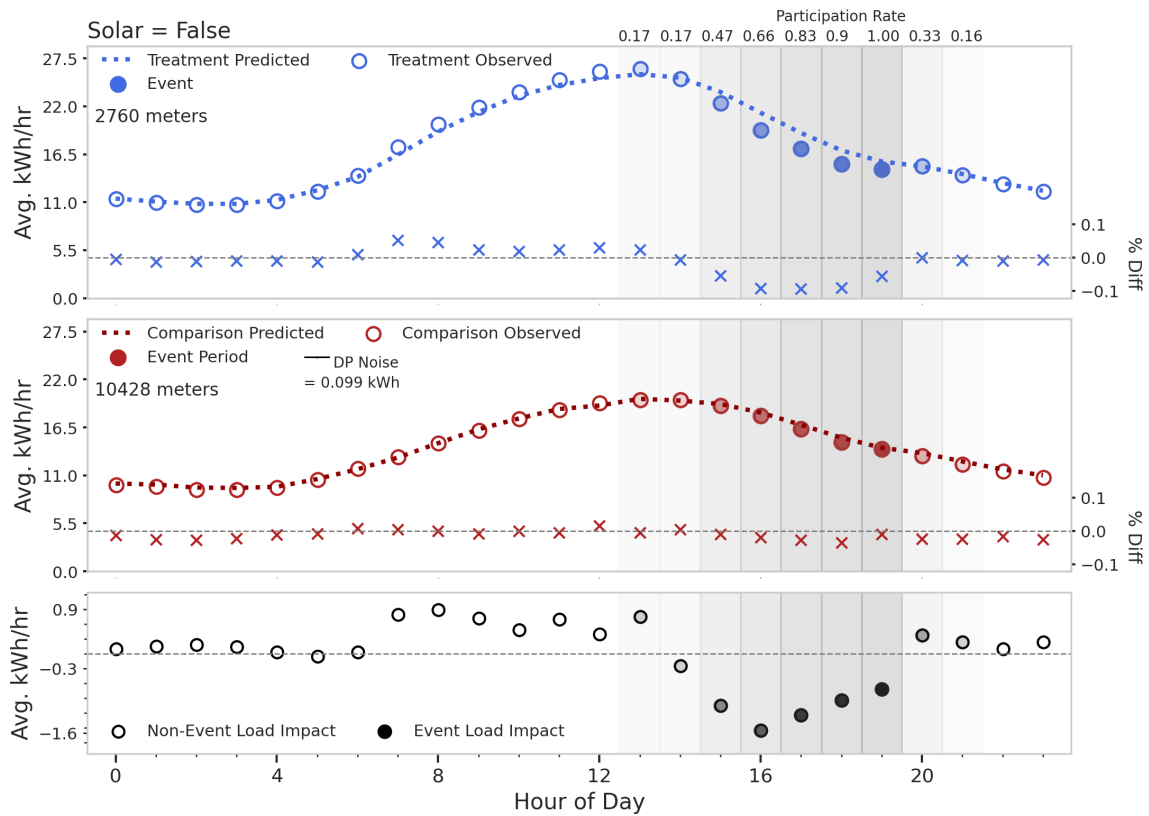 Participation Rate
Solar = False
0.17 0.17 0.47 0.66 0.83 0.9 1.00 0.33 0.16
27.5
22.0
16.5
11.0
5.5
0.0
Avg. kWh/hr
Treatment Predicted
Treatment Observed
Event
2760 meters
0.1
0.0
−0.1
% Diff
27.5
22.0
16.5
11.0
5.5
0.0
Avg. kWh/hr
Comparison Predicted
Comparison Observed
Event Period
DP Noise
= 0.099 kWh
10428 meters
0.1
0.0
−0.1
% Diff
0.9
−0.3
−1.6
Avg. kWh/hr
Non-Event Load Impact
Event Load Impact
0 4 8 12 16 20
Hour of Day